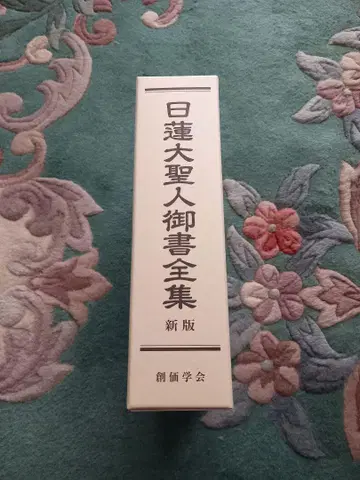 日蓮大聖人御書全集
新版
創価学会